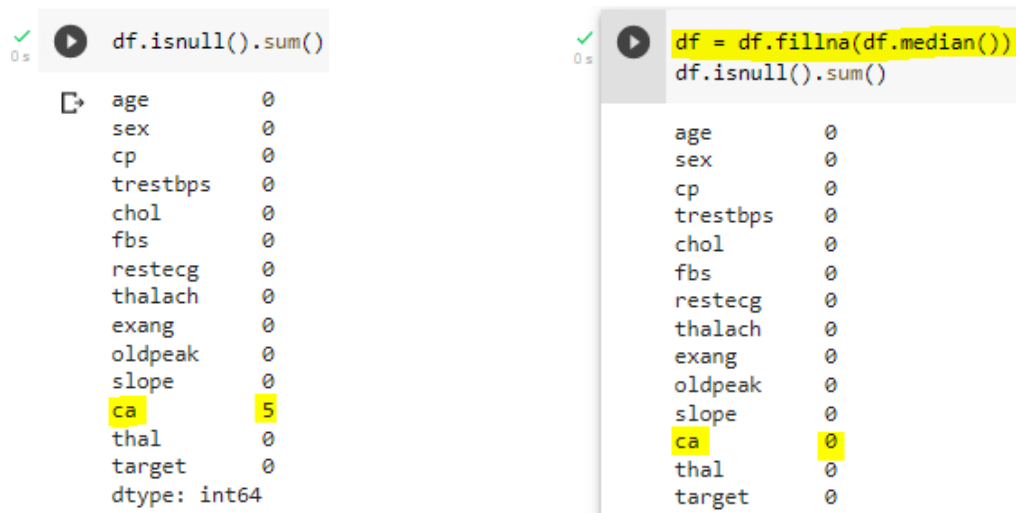 df.isnull().sum()
0 s
age 0
sex 0
cp 0
trestbps 0
chol 0
fbs 0
restecg 0
thalach 0
exang 0
oldpeak 0
slope 0
ca 5
thal 0
target 0
dtype: int64
df = df.fillna(df.median())
0 s
df.isnull().sum()
age 0
sex 0
cp 0
trestbps 0
chol 0
fbs 0
restecg 0
thalach 0
exang 0
oldpeak 0
slope 0
ca 0
thal 0
target 0